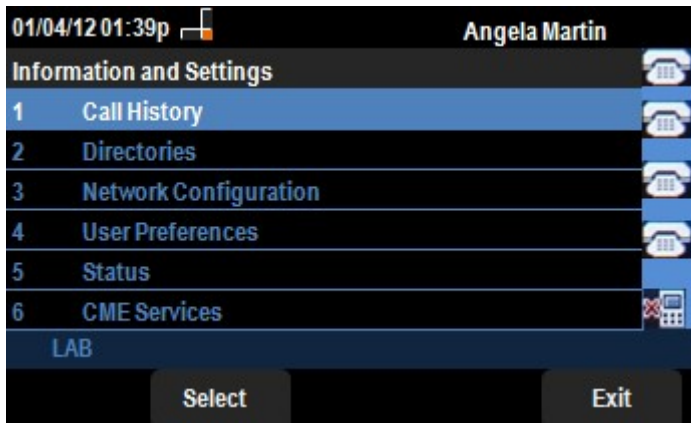 01/04/12 01:39p Angela Martin
Information and Settings
1 Call History
2 Directories
3 Network Configuration
4 User Preferences
5 Status
6 CME Services
LAB
Select Exit